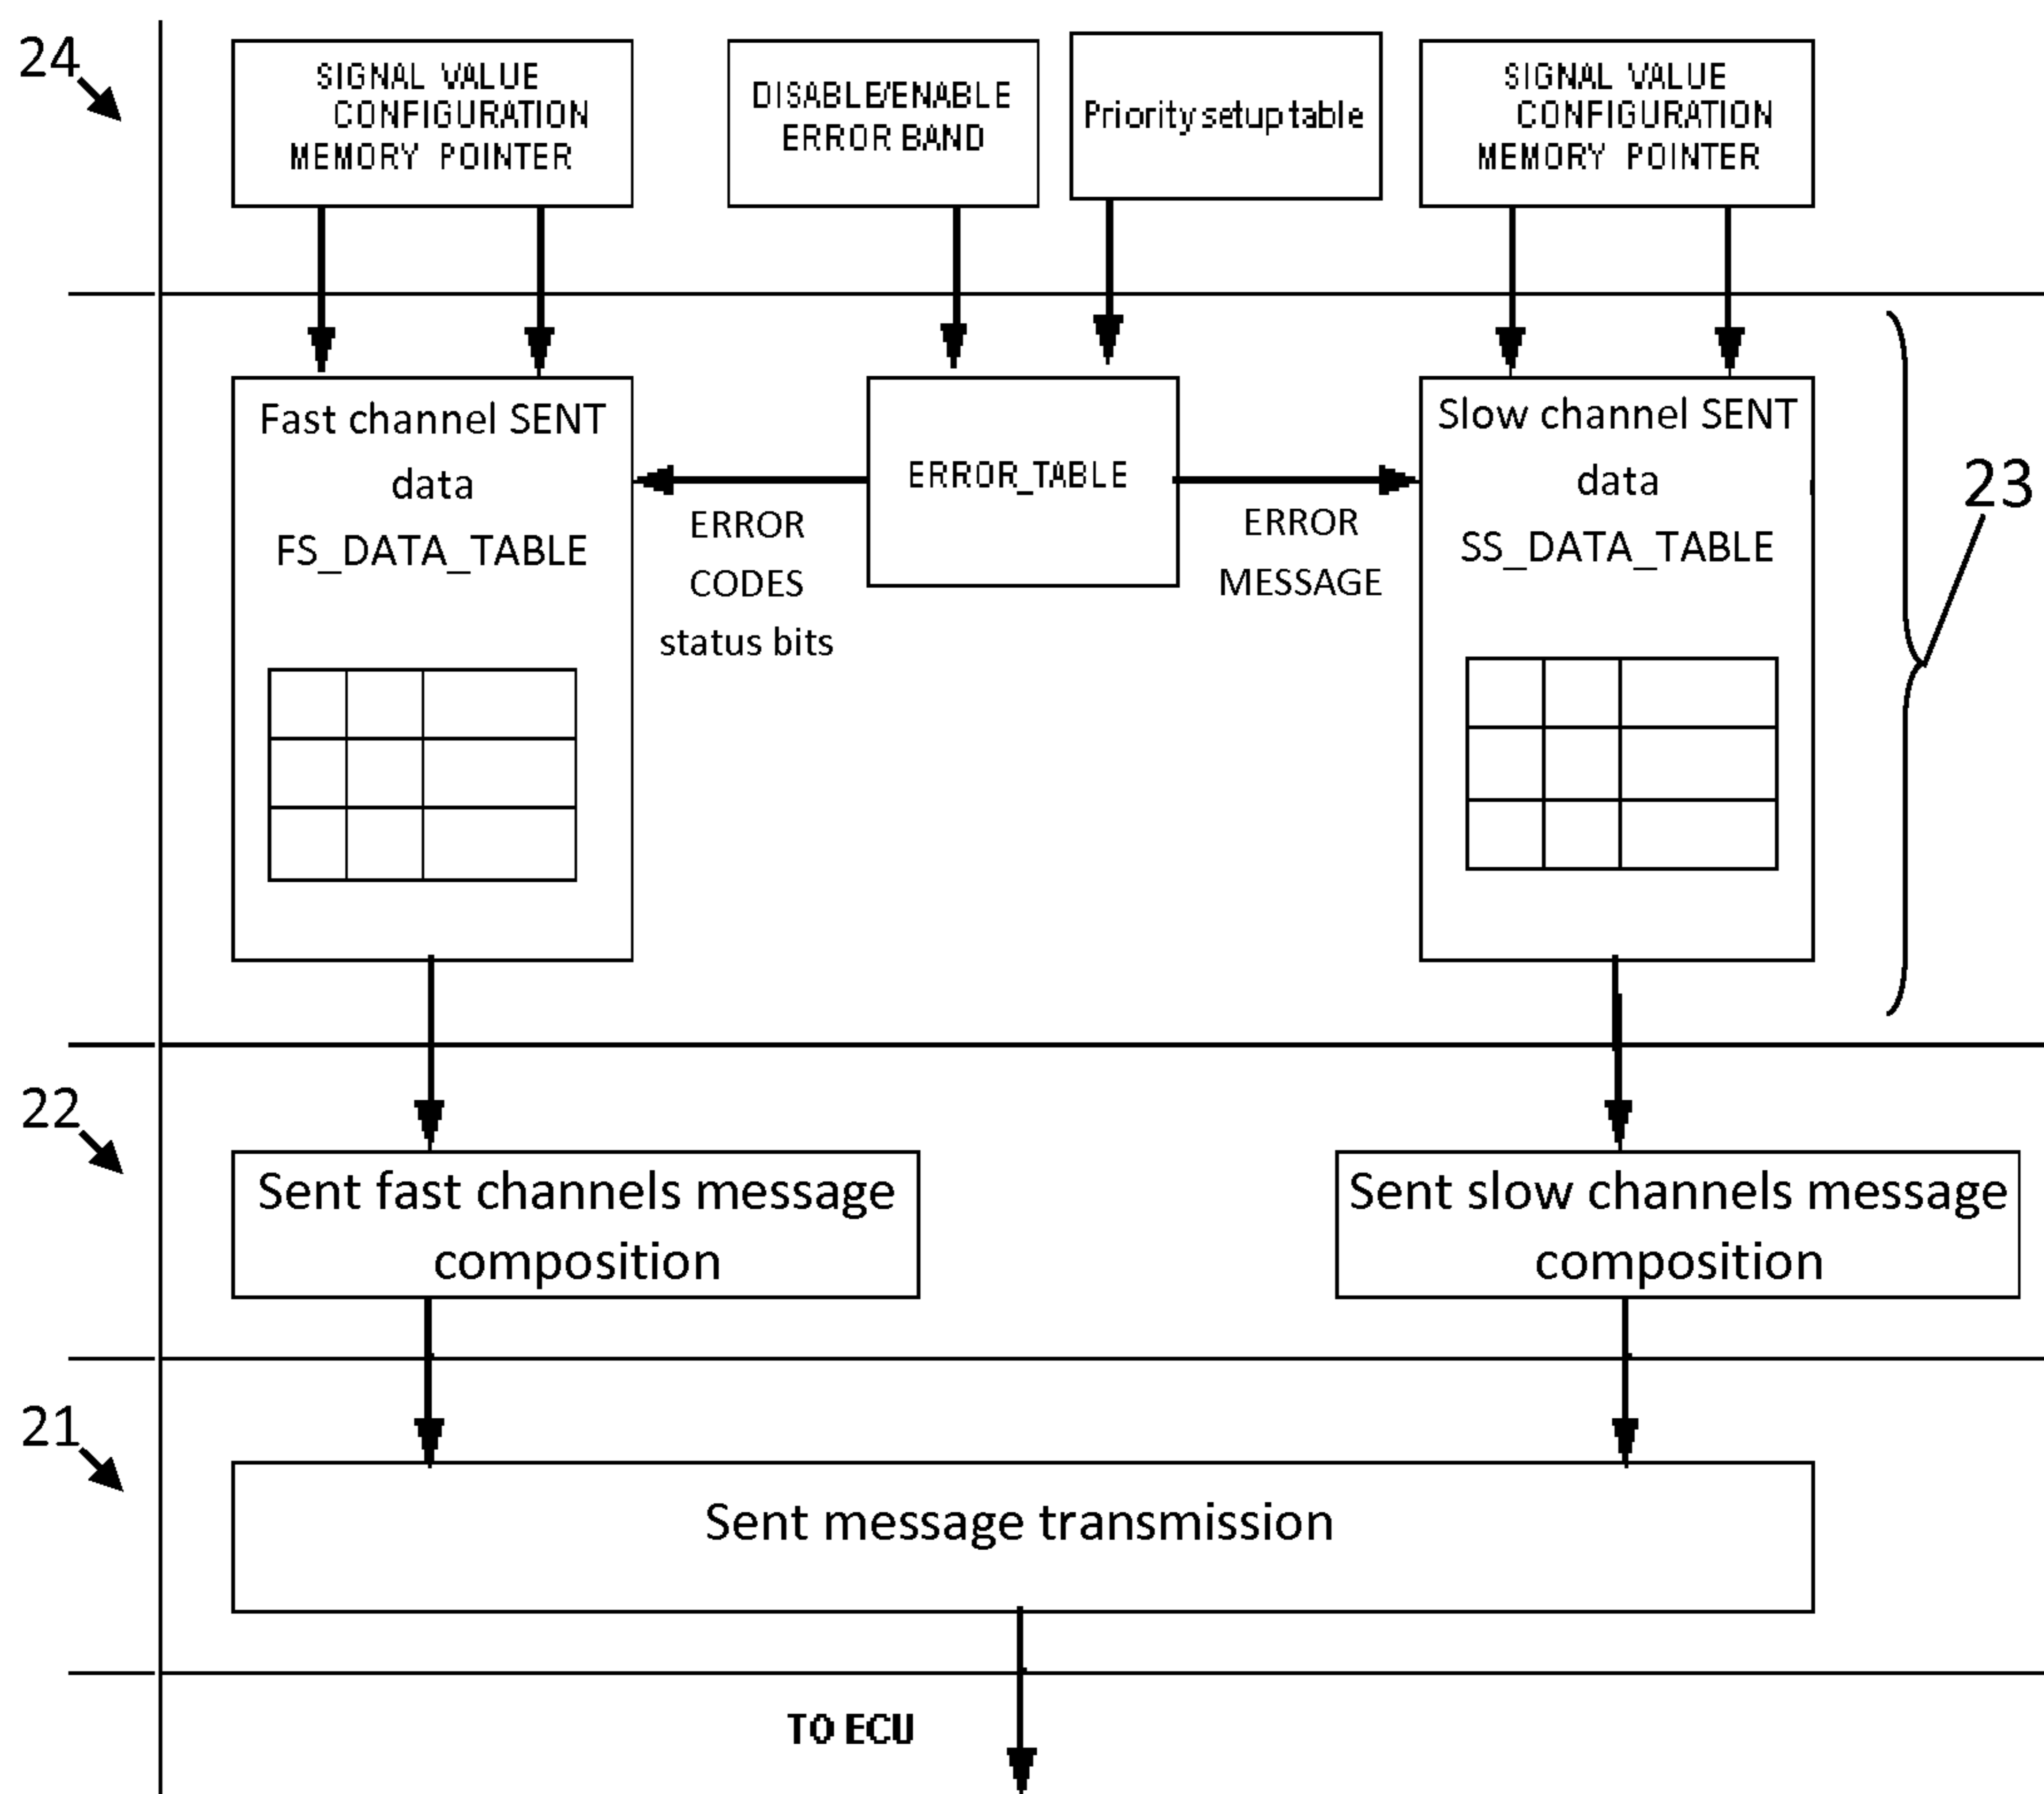 24
SIGNAL VALUE
CONFIGURATION
MEMORY POINTER
DISABLE/ENABLE
ERROR BAND
Priority setup table
SIGNAL VALUE
CONFIGURATION
MEMORY POINTER
Fast channel SENT
data
FS_DATA_TABLE
ERROR
CODES
status bits
ERROR_TABLE
ERROR
MESSAGE
Slow channel SENT
data
SS_DATA_TABLE
23
22
Sent fast channels message
composition
Sent slow channels message
composition
21
Sent message transmission
TO ECU